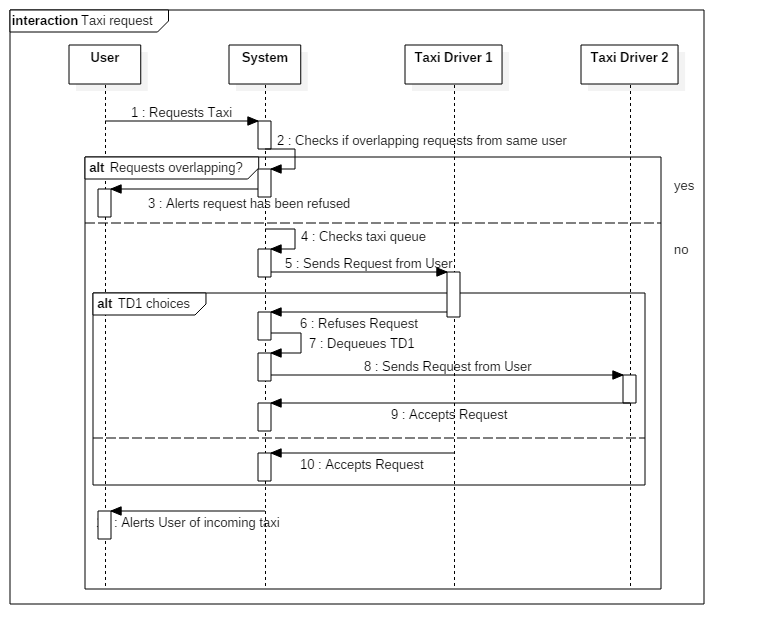 interaction Taxi request
User
System
Taxi Driver 1
Taxi Driver 2
1 : Requests Taxi
2 : Checks if overlapping requests from same user
alt Requests overlapping?
yes
3 : Alerts request has been refused
4 : Checks taxi queue
no
5 : Sends Request from User
alt TD1 choices
6 : Refuses Request
7 : Dequeues TD1
8 : Sends Request from User
9 : Accepts Request
10 : Accepts Request
: Alerts User of incoming taxi